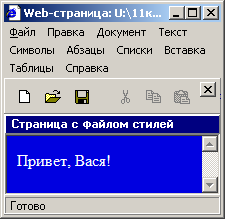 Web-страница: U:\11к...
Файл Правка Документ Текст
Символы Абзацы Списки Вставка
Таблицы Справка
Страница с файлом стилей
Привет, Вася!
Готово